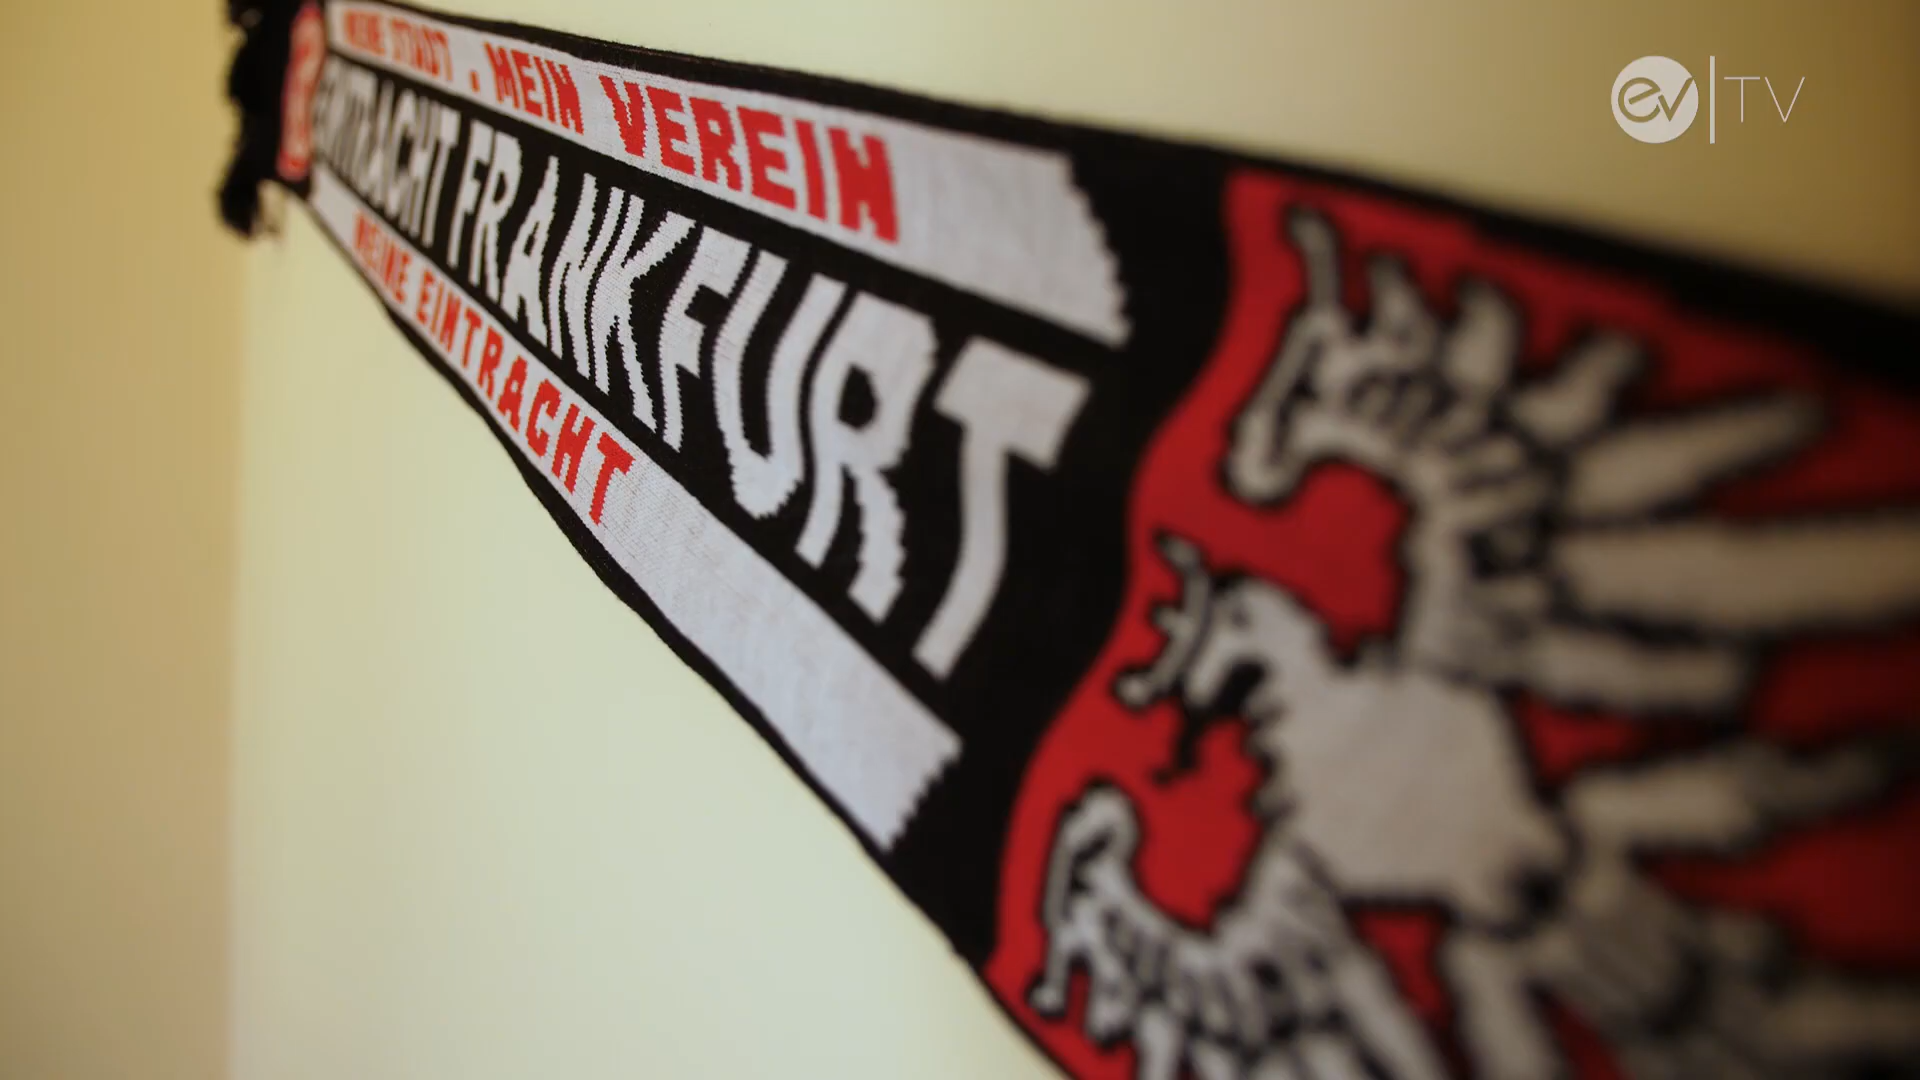 MEINE STADT . MEIN VEREIN
EINTRACHT FRANKFURT
MEINE EINTRACHT
ev|TV